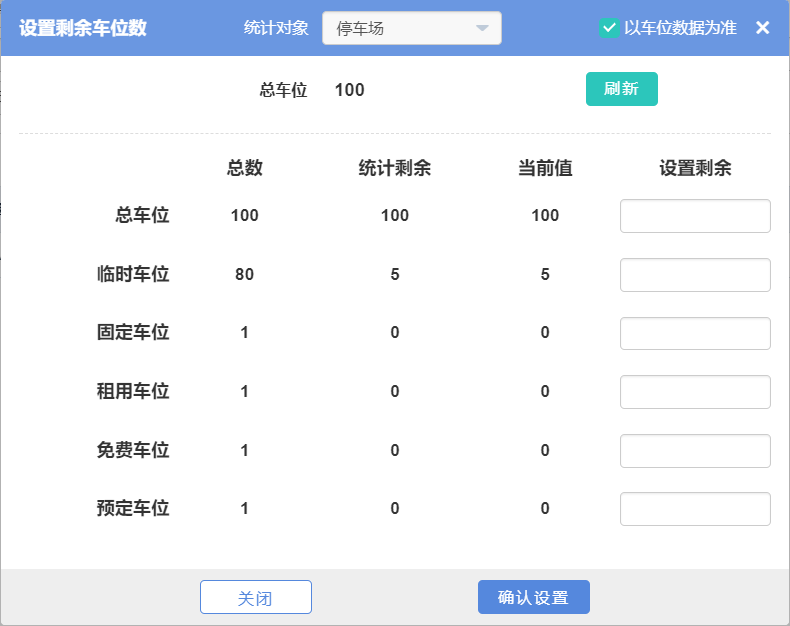 设置剩余车位数 统计对象 停车场 以车位数据为准 ×
总车位 100 刷新
总数 统计剩余 当前值 设置剩余
总车位 100 100 100
临时车位 80 5 5
固定车位 1 0 0
租用车位 1 0 0
免费车位 1 0 0
预定车位 1 0 0
关闭 确认设置